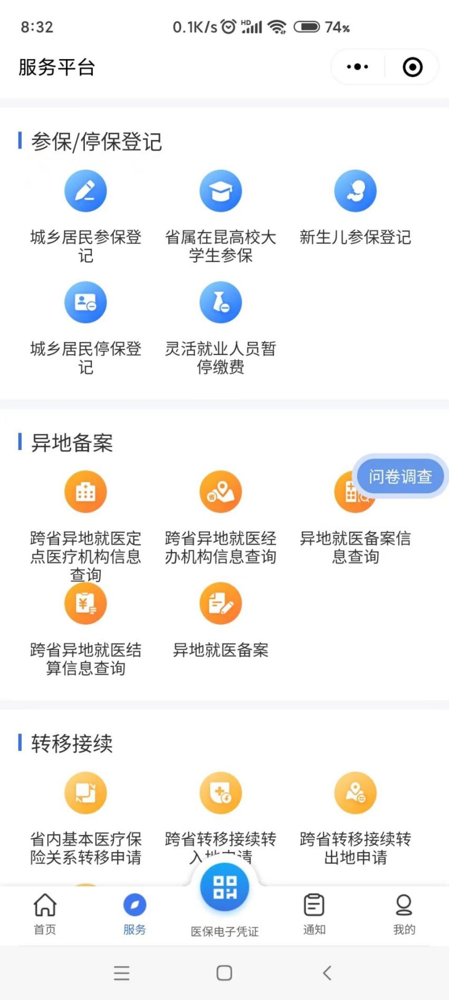 8:32
0.1K/s HD 74%
服务平台
参保/停保登记
城乡居民参保登
记
省属在昆高校大
学生参保
新生儿参保登记
城乡居民停保登
记
灵活就业人员暂
停缴费
异地备案
问卷调查
跨省异地就医定
点医疗机构信息
查询
省
跨省异地就医经
办机构信息查询
异地就医备案信
息查询
¥
跨省异地就医结
算信息查询
异地就医备案
转移接续
省内基本医疗保
险关系转移申请
跨省转移接续转
入地申请
跨省转移接续转
出地申请
首页
服务
医保电子凭证
通知
我的